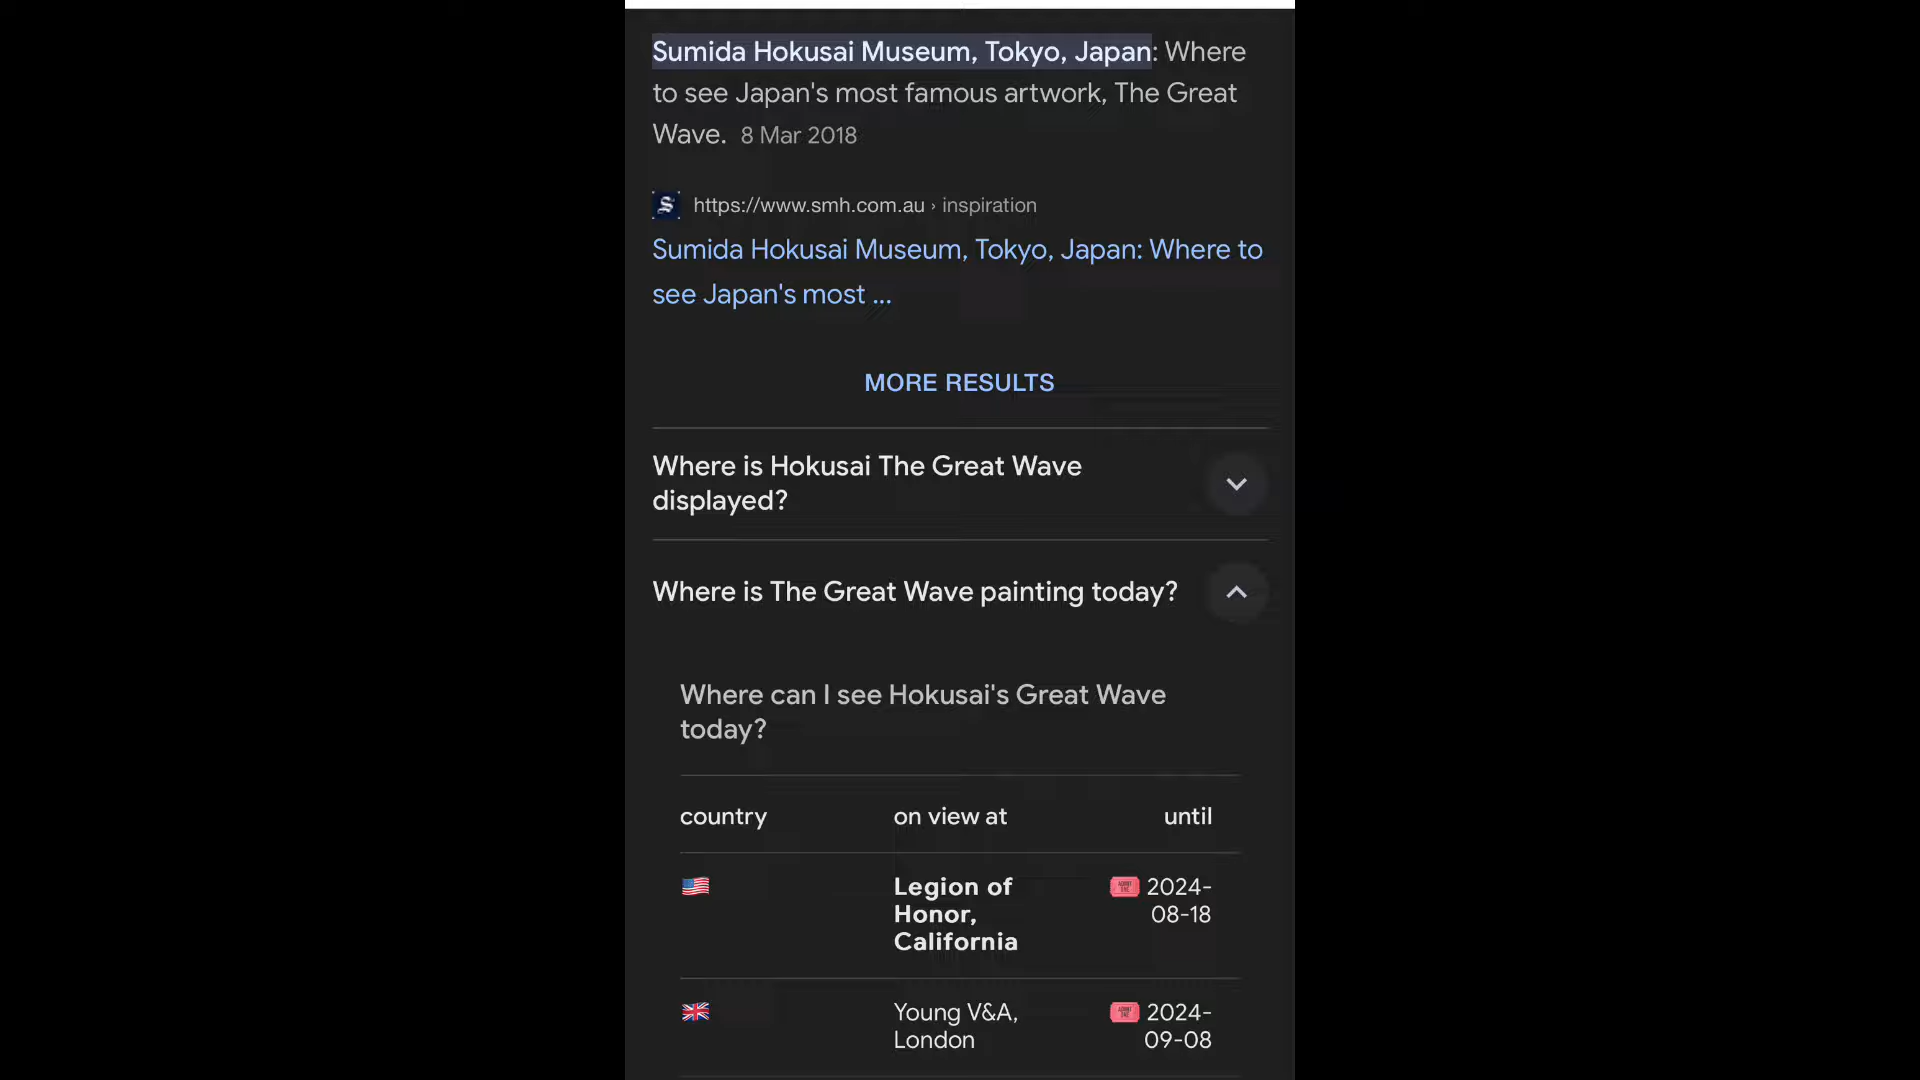 Sumida Hokusai Museum, Tokyo, Japan: Where
to see Japan's most famous artwork, The Great
Wave. 8 Mar 2018
https://www.smh.com.au › inspiration
Sumida Hokusai Museum, Tokyo, Japan: Where to
see Japan's most ...
MORE RESULTS
Where is Hokusai The Great Wave
displayed?
Where is The Great Wave painting today?
Where can I see Hokusai's Great Wave
today?
country on view at until
Legion of 2024-
Honor, 08-18
California
Young V&A, 2024-
London 09-08